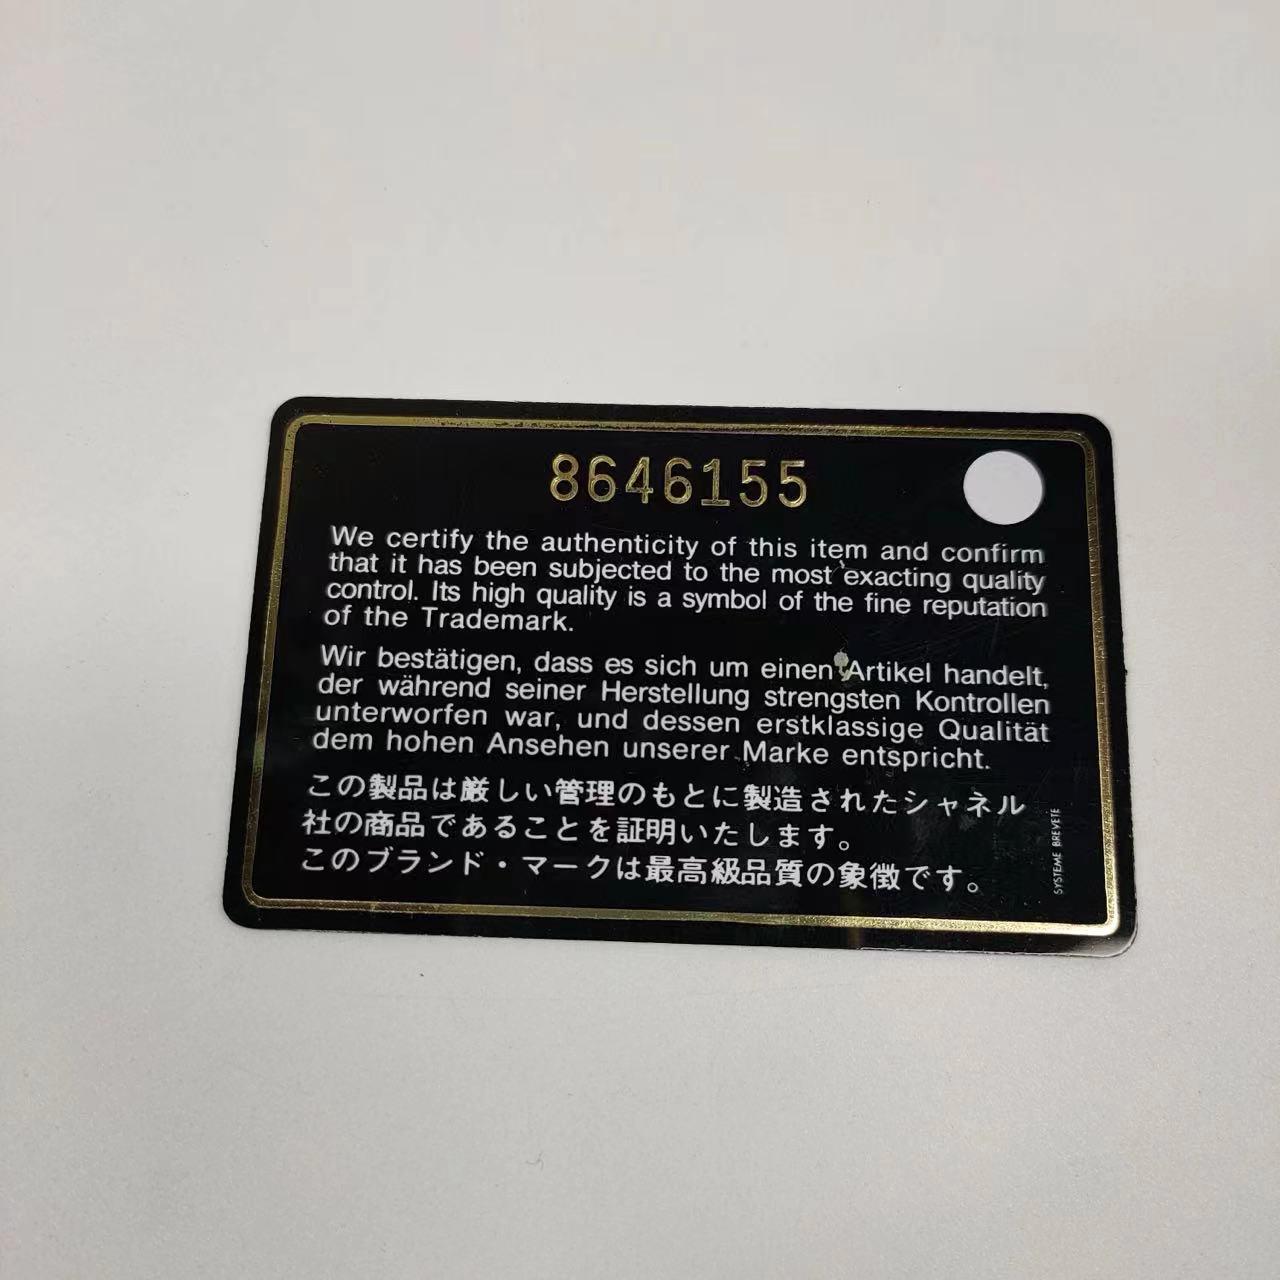 8646155
We certify the authenticity of this item and confirm
that it has been subjected to the most exacting quality
control. Its high quality is a symbol of the fine reputation
of the Trademark.
Wir bestätigen, dass es sich um einen Artikel handelt,
der während seiner Herstellung strengsten Kontrollen
unterworfen war, und dessen erstklassige Qualität
dem hohen Ansehen unserer Marke entspricht.
この製品は厳しい管理のもとに製造されたシャネル
社の商品であることを証明いたします。
このブランド・マークは最高級品質の象徴です。
SYSTEME BREVETE